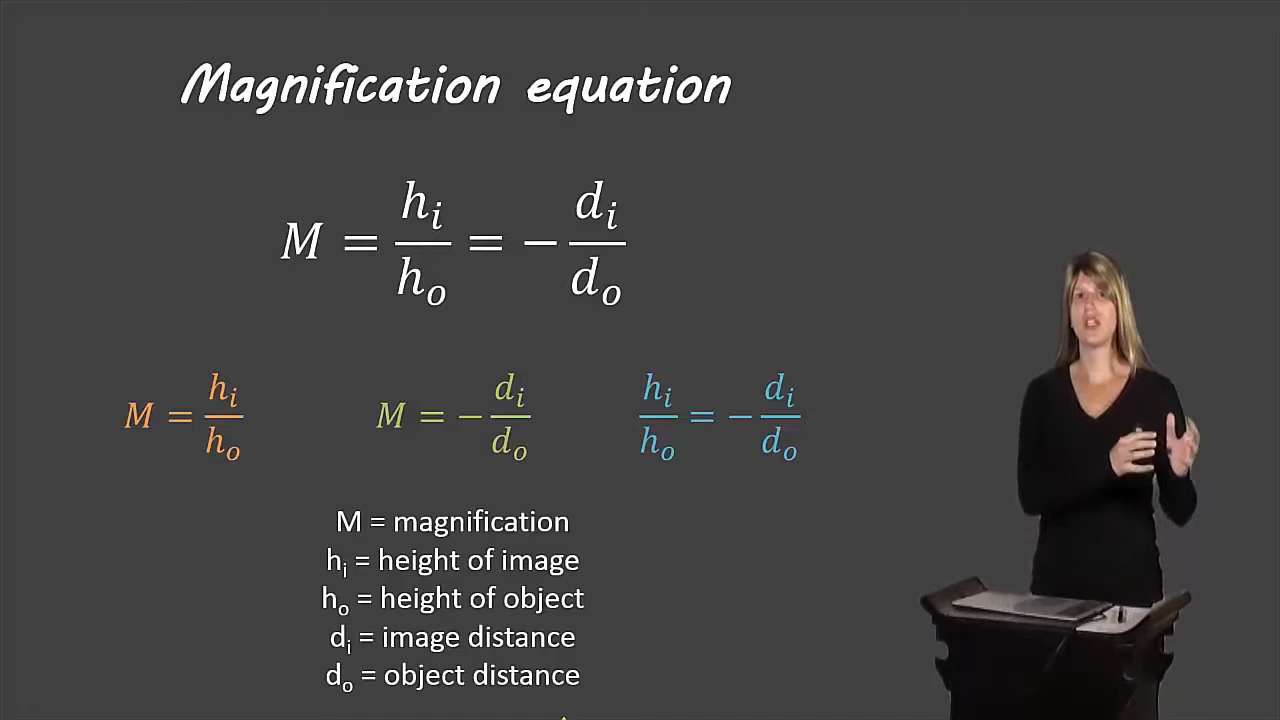 Magnification equation
M = hᵢ/hₒ = − dᵢ/dₒ
M = hᵢ/hₒ   M = − dᵢ/dₒ   hᵢ/hₒ = − dᵢ/dₒ
M = magnification
hᵢ = height of image
hₒ = height of object
dᵢ = image distance
dₒ = object distance